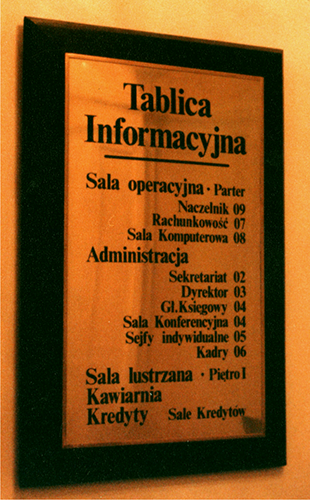 Tablica
Informacyjna
Sala operacyjna · Parter
Naczelnik 09
Rachunkowość 07
Sala Komputerowa 08
Administracja
Sekretariat 02
Dyrektor 03
Gł.Księgowy 04
Sala Konferencyjna 04
Sejfy indywidualne 05
Kadry 06
Sala lustrzana · Piętro I
Kawiarnia
Kredyty Sale Kredytów